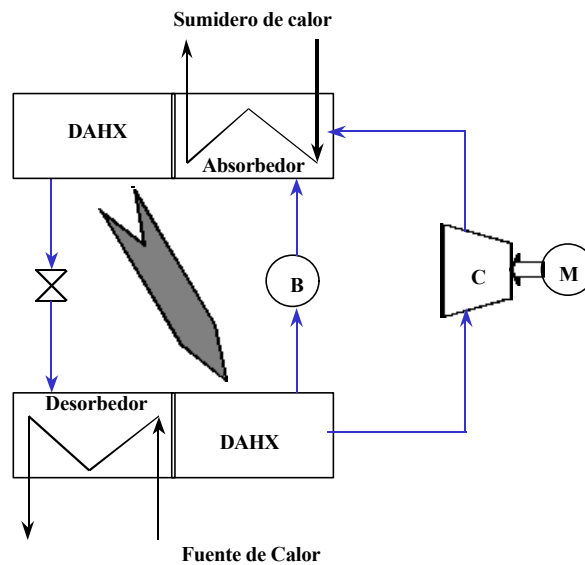 Sumidero de calor
DAHX
Absorbedor
B
C
M
Desorbedor
DAHX
Fuente de Calor